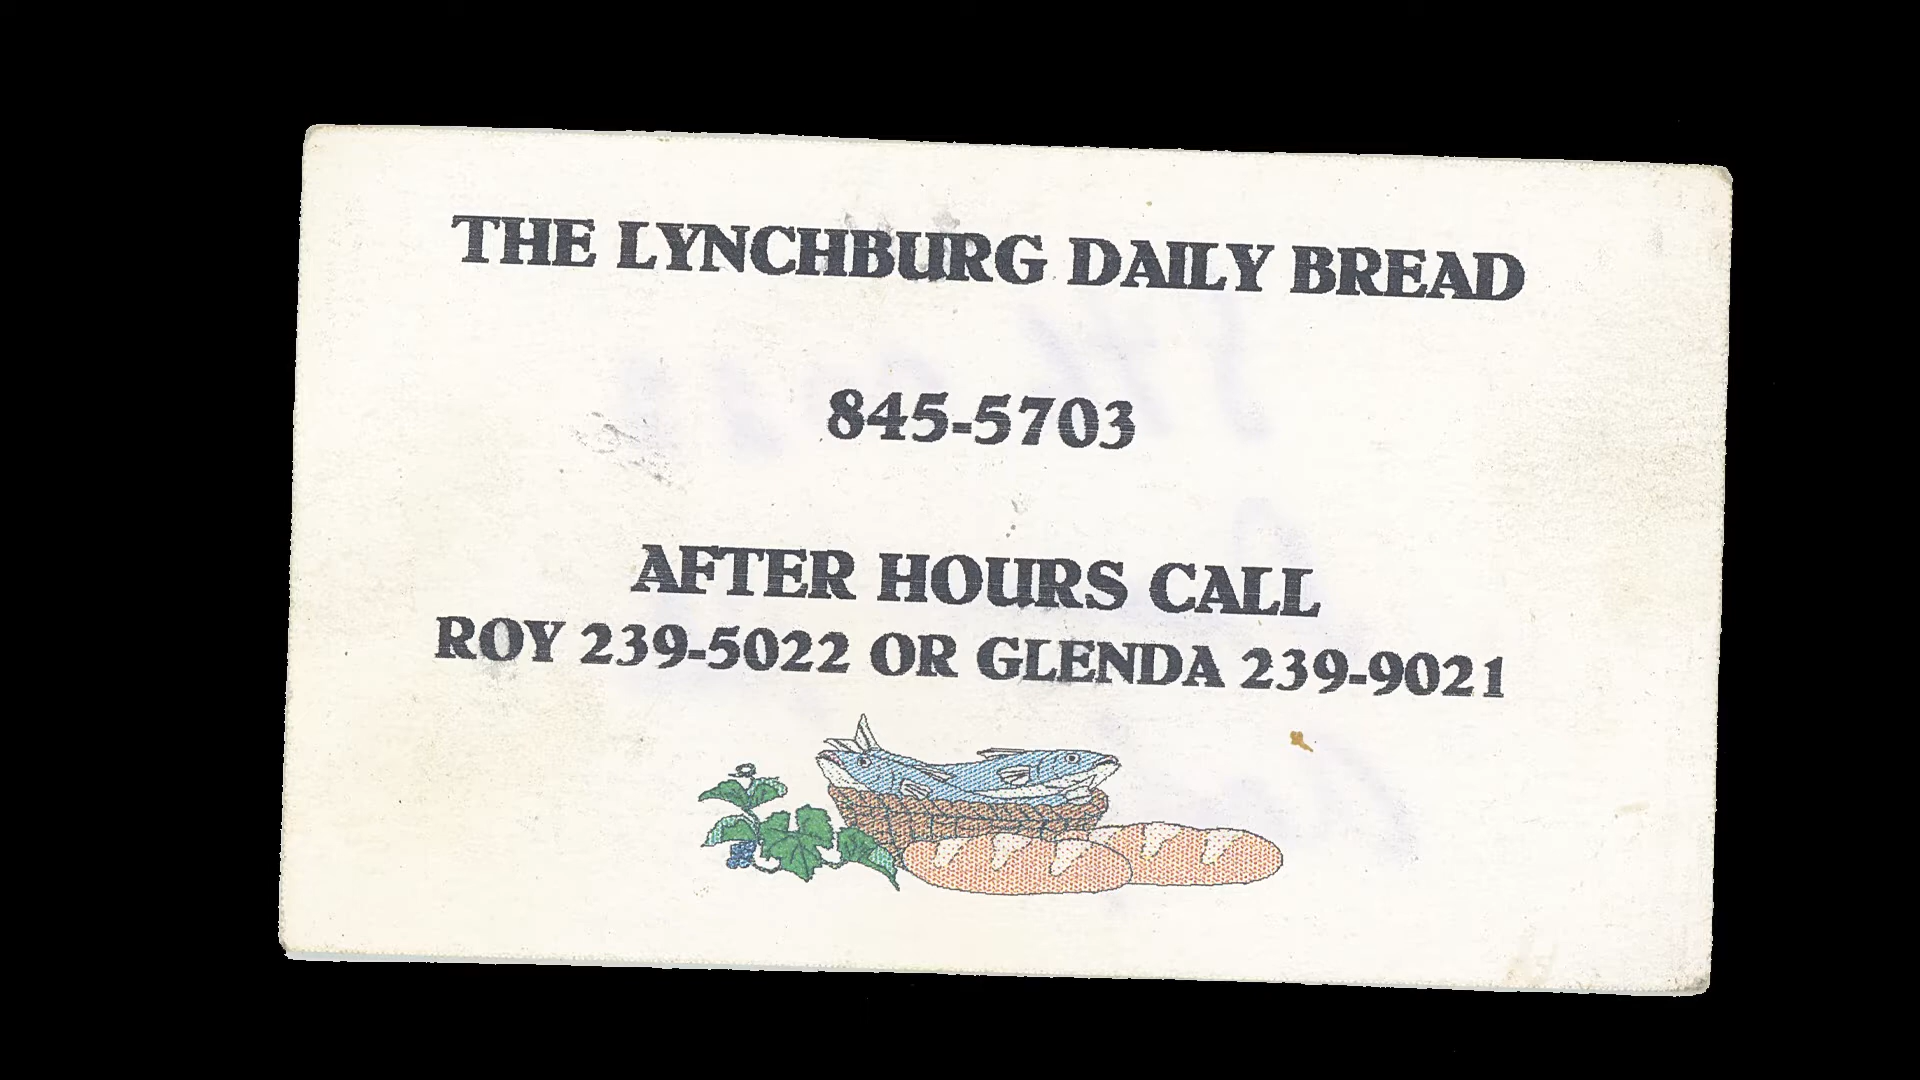 THE LYNCHBURG DAILY BREAD
845-5703
AFTER HOURS CALL
ROY 239-5022 OR GLENDA 239-9021